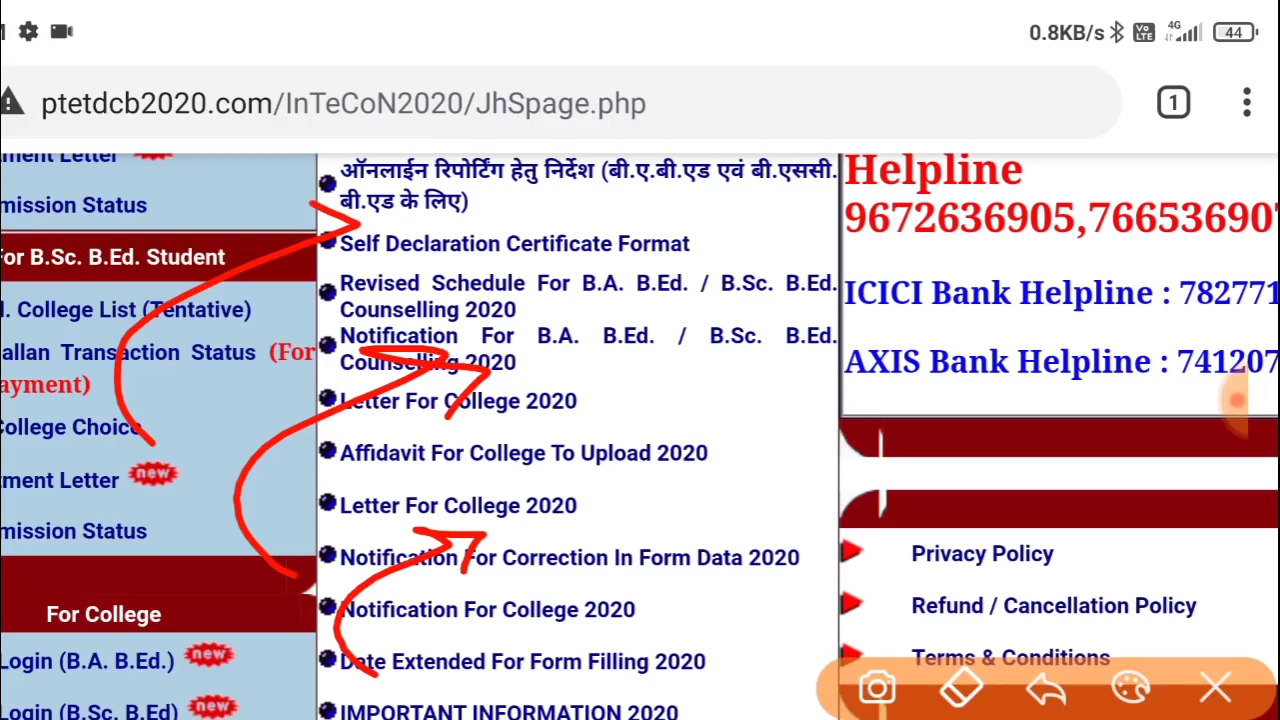 0.8KB/s Vo LTE 4G 44
ptetdcb2020.com/InTeCoN2020/JhSpage.php 1
ment Letter
mission Status
For B.Sc. B.Ed. Student
. College List (Tentative)
allan Transaction Status (For
ayment)
College Choice
ment Letter new
mission Status
For College
Login (B.A. B.Ed.) new
Login (B.Sc. B.Ed) new
ऑनलाईन रिपोर्टिंग हेतु निर्देश (बी.ए.बी.एड एवं बी.एससी.
बी.एड के लिए)
Self Declaration Certificate Format
Revised Schedule For B.A. B.Ed. / B.Sc. B.Ed.
Counselling 2020
Notification For B.A. B.Ed. / B.Sc. B.Ed.
Counselling 2020
Letter For College 2020
Affidavit For College To Upload 2020
Letter For College 2020
Notification For Correction In Form Data 2020
Notification For College 2020
Date Extended For Form Filling 2020
IMPORTANT INFORMATION 2020
Helpline
9672636905,766536907
ICICI Bank Helpline : 782771
AXIS Bank Helpline : 741207
Privacy Policy
Refund / Cancellation Policy
Terms & Conditions